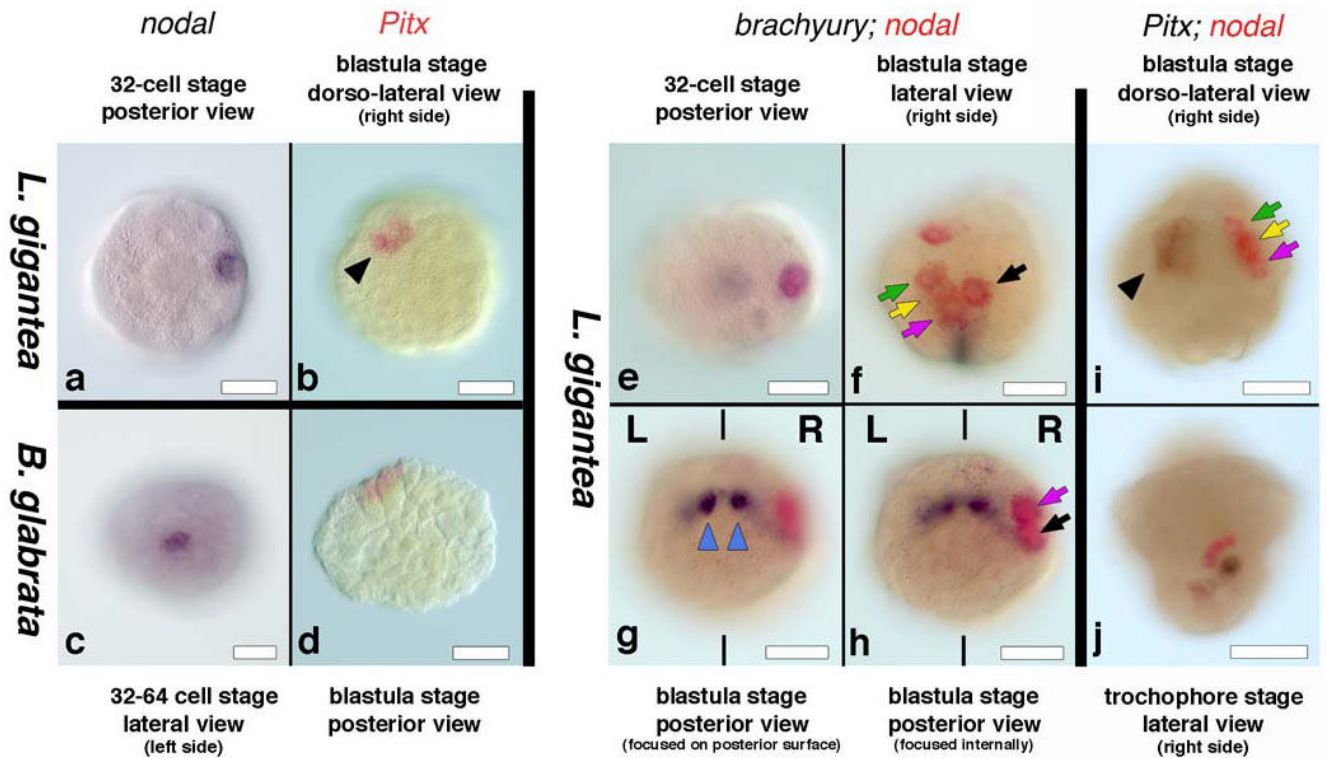 nodal
Pitx
brachyury; nodal
Pitx; nodal
32-cell stage
posterior view
blastula stage
dorso-lateral view
(right side)
32-cell stage
posterior view
blastula stage
lateral view
(right side)
blastula stage
dorso-lateral view
(right side)
L. gigantea
a
b
B. glabrata
c
d
L. gigantea
e
f
i
L R
g
L R
h
j
32-64 cell stage
lateral view
(left side)
blastula stage
posterior view
blastula stage
posterior view
(focused on posterior surface)
blastula stage
posterior view
(focused internally)
trochophore stage
lateral view
(right side)